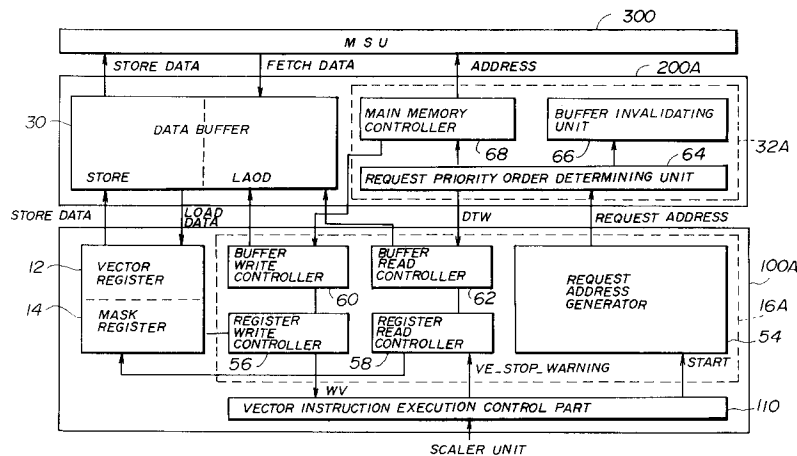 300
MSU
STORE DATA
FETCH DATA
ADDRESS
200A
30
DATA BUFFER
STORE
LAOD
MAIN MEMORY
CONTROLLER
68
BUFFER INVALIDATING
UNIT
66
64
32A
REQUEST PRIORITY ORDER DETERMINING UNIT
STORE DATA
LOAD
DATA
DTW
REQUEST ADDRESS
12
VECTOR
REGISTER
14
MASK
REGISTER
BUFFER
WRITE
CONTROLLER
60
BUFFER
READ
CONTROLLER
62
REQUEST
ADDRESS
GENERATOR
100A
16A
REGISTER
WRITE
CONTROLLER
56
REGISTER
READ
CONTROLLER
58
54
VE_STOP_WARNING
START
WV
VECTOR INSTRUCTION EXECUTION CONTROL PART
110
SCALER UNIT